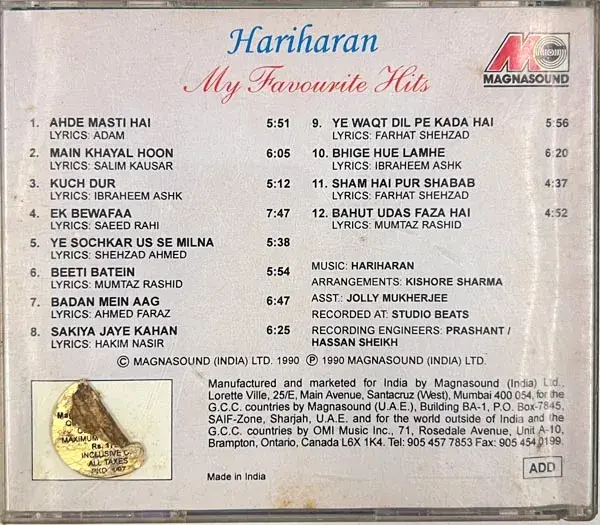 Hariharan
My Favourite Hits
MAGNASOUND
1. AHDE MASTI HAI 5:51
LYRICS: ADAM
2. MAIN KHAYAL HOON 6:05
LYRICS: SALIM KAUSAR
3. KUCH DUR 5:12
LYRICS: IBRAHEEM ASHK
4. EK BEWAFAA 7:47
LYRICS: SAEED RAHI
5. YE SOCHKAR US SE MILNA 5:38
LYRICS: SHEHZAD AHMED
6. BEETI BATEIN 5:54
LYRICS: MUMTAZ RASHID
7. BADAN MEIN AAG 6:47
LYRICS: AHMED FARAZ
8. SAKIYA JAYE KAHAN 6:25
LYRICS: HAKIM NASIR
9. YE WAQT DIL PE KADA HAI 5:56
LYRICS: FARHAT SHEHZAD
10. BHIGE HUE LAMHE 6:20
LYRICS: IBRAHEEM ASHK
11. SHAM HAI PUR SHABAB 4:37
LYRICS: FARHAT SHEHZAD
12. BAHUT UDAS FAZA HAI 4:52
LYRICS: MUMTAZ RASHID
MUSIC: HARIHARAN
ARRANGEMENTS: KISHORE SHARMA
ASST.: JOLLY MUKHERJEE
RECORDED AT: STUDIO BEATS
RECORDING ENGINEERS: PRASHANT /
HASSAN SHEIKH
© MAGNASOUND (INDIA) LTD. 1990 ℗ 1990 MAGNASOUND (INDIA) LTD.
Manufactured and marketed for India by Magnasound (India) Ltd.,
Lorette Ville, 25/E, Main Avenue, Santacruz (West), Mumbai 400 054, for the
G.C.C. countries by Magnasound (U.A.E.), Building BA-1, P.O. Box-7845,
SAIF-Zone, Sharjah, U.A.E. and for the world outside of India and the
G.C.C. countries by OMI Music Inc., 71, Rosedale Avenue, Unit A-10,
Brampton, Ontario, Canada L6X 1K4. Tel: 905 457 7853 Fax: 905 454 0199.
MAXIMUM
Rs.
INCLUSIVE
ALL TAXES
PKD
Made in India
ADD